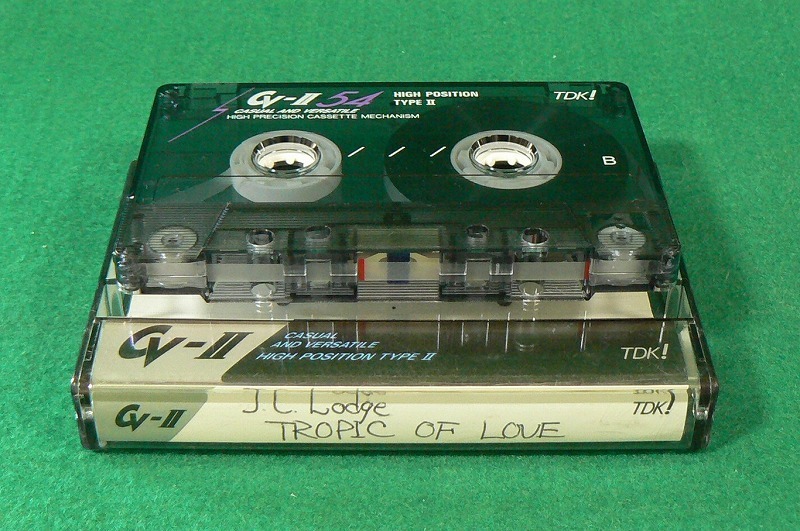 CV-II 54 HIGH POSITION TYPE II TDK!
CASUAL AND VERSATILE
HIGH PRECISION CASSETTE MECHANISM
B
CV-II CASUAL
AND VERSATILE
HIGH POSITION TYPE II TDK!
J.C. Lodge
CV-II TDK!
TROPIC OF LOVE